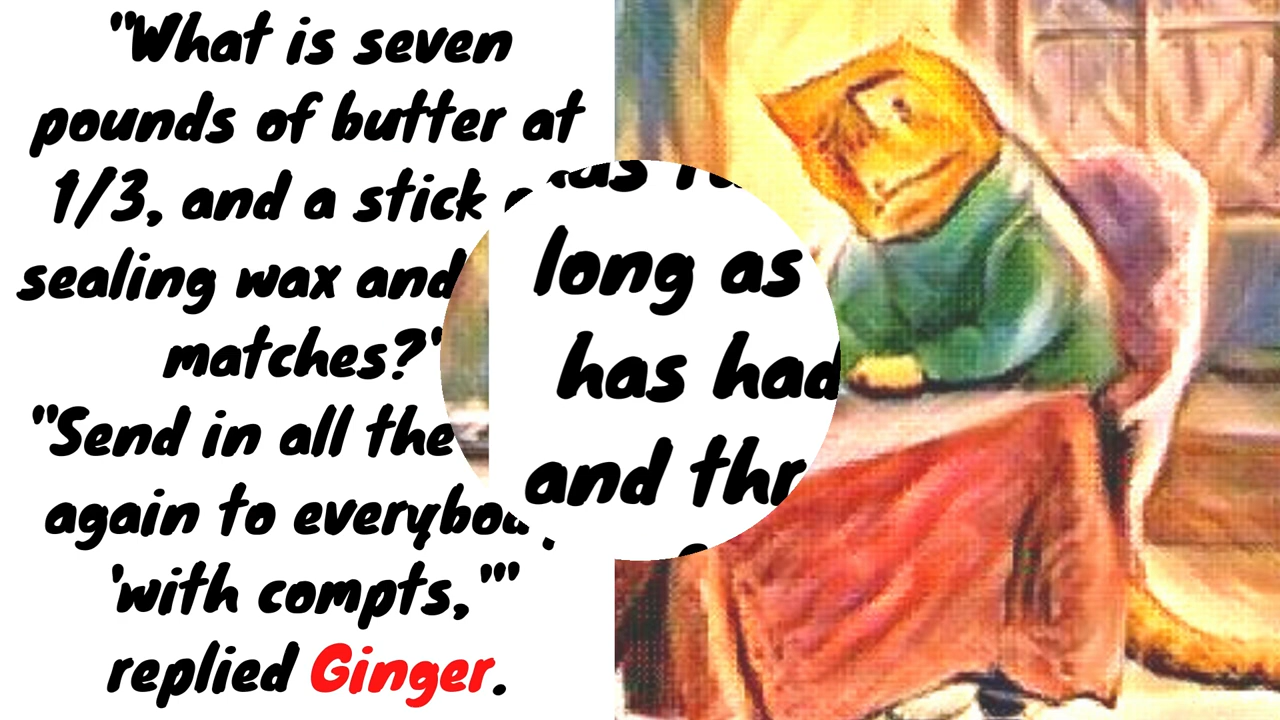 "What is seven
pounds of butter at
1/3, and a stick
sealing wax and
matches?"
"Send in all the
again to everybody
'with compts,'"
replied Ginger.
long as
has had
and thr